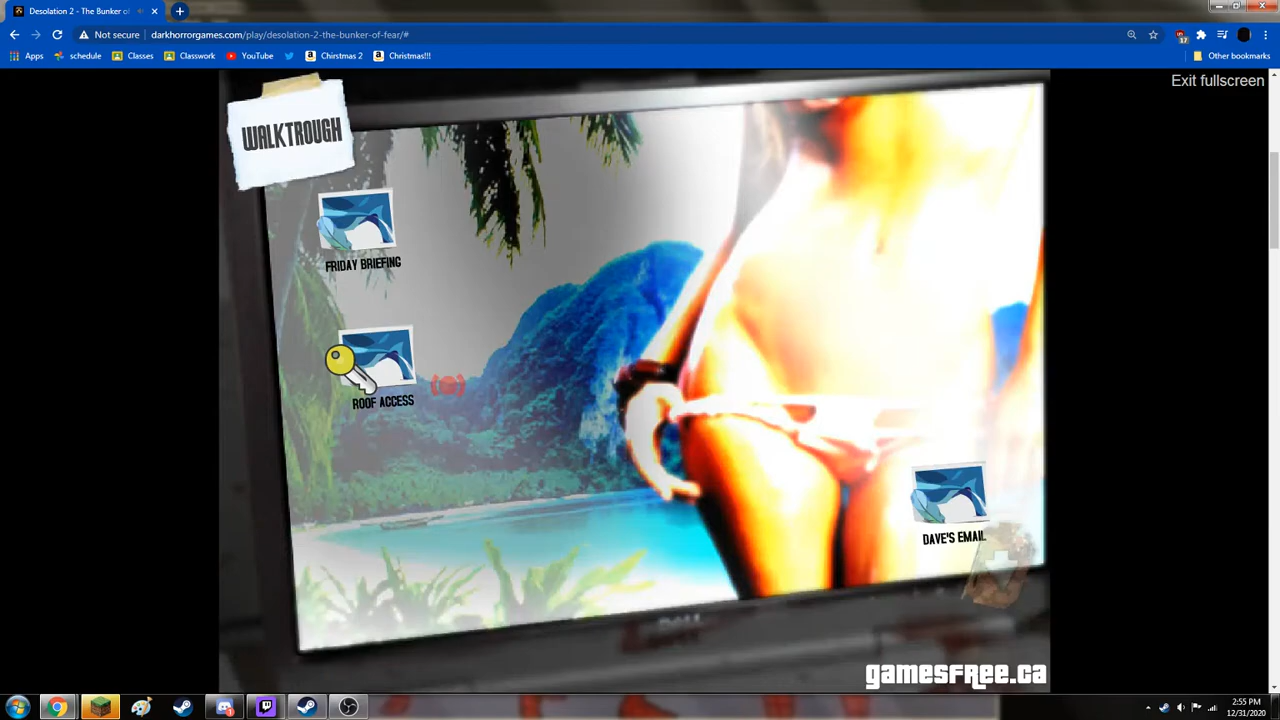 Desolation 2 - The Bunker of
Not secure
darkhorrorgames.com/play/desolation-2-the-bunker-of-fear/#
17
Apps
schedule
Classes
Classwork
YouTube
Christmas 2
Christmas!!!
Other bookmarks
Exit fullscreen
WALKTROUGH
FRIDAY BRIEFING
ROOF ACCESS
DAVE'S EMAIL
DELL
gamesfree.ca
2:55 PM
12/31/2020